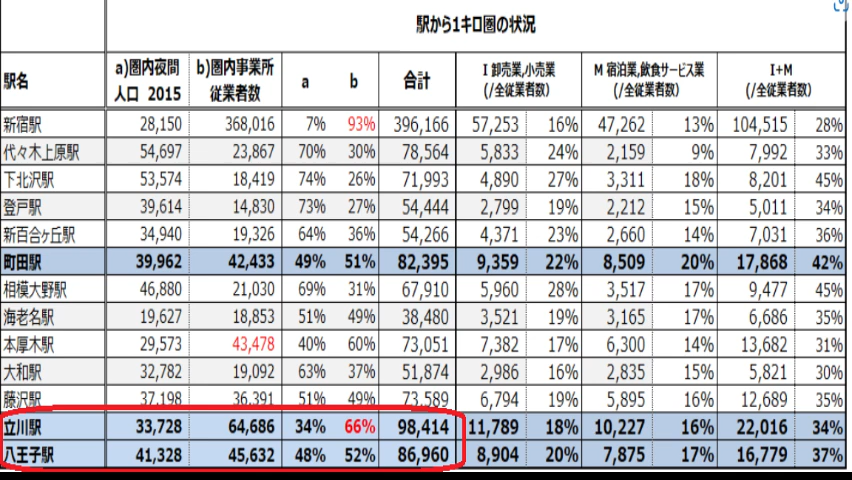 駅から1キロ圏の状況
駅名 a)圏内夜間人口 2015 b)圏内事業所従業者数 a b 合計 I 卸売業,小売業(/全従業者数) M 宿泊業,飲食サービス業(/全従業者数) I+M(/全従業者数)
新宿駅 28,150 368,016 7% 93% 396,166 57,253 16% 47,262 13% 104,515 28%
代々木上原駅 54,697 23,867 70% 30% 78,564 5,833 24% 2,159 9% 7,992 33%
下北沢駅 53,574 18,419 74% 26% 71,993 4,890 27% 3,311 18% 8,201 45%
登戸駅 39,614 14,830 73% 27% 54,444 2,799 19% 2,212 15% 5,011 34%
新百合ヶ丘駅 34,940 19,326 64% 36% 54,266 4,371 23% 2,660 14% 7,031 36%
町田駅 39,962 42,433 49% 51% 82,395 9,359 22% 8,509 20% 17,868 42%
相模大野駅 46,880 21,030 69% 31% 67,910 5,960 28% 3,517 17% 9,477 45%
海老名駅 19,627 18,853 51% 49% 38,480 3,521 19% 3,165 17% 6,686 35%
本厚木駅 29,573 43,478 40% 60% 73,051 7,382 17% 6,300 14% 13,682 31%
大和駅 32,782 19,092 63% 37% 51,874 2,986 16% 2,835 15% 5,821 30%
藤沢駅 37,198 36,391 51% 49% 73,589 6,794 19% 5,895 16% 12,689 35%
立川駅 33,728 64,686 34% 66% 98,414 11,789 18% 10,227 16% 22,016 34%
八王子駅 41,328 45,632 48% 52% 86,960 8,904 20% 7,875 17% 16,779 37%